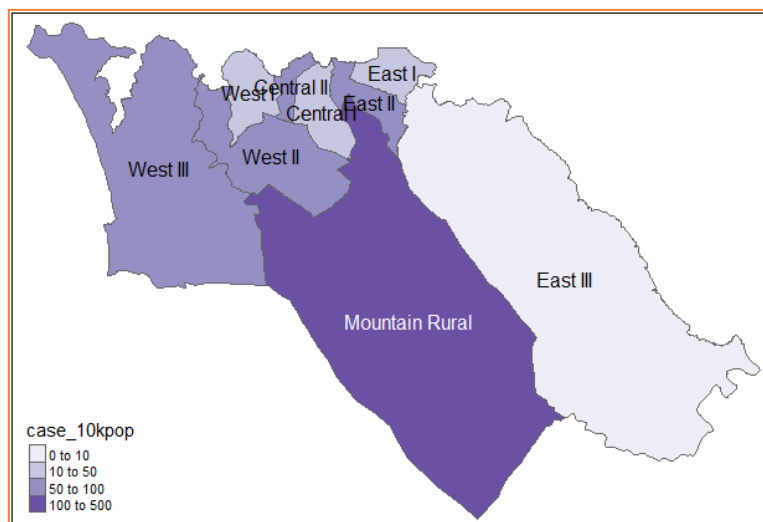 East I
West I
Central II
Central I
East II
West II
West III
East III
Mountain Rural
case_10kpop
0 to 10
10 to 50
50 to 100
100 to 500